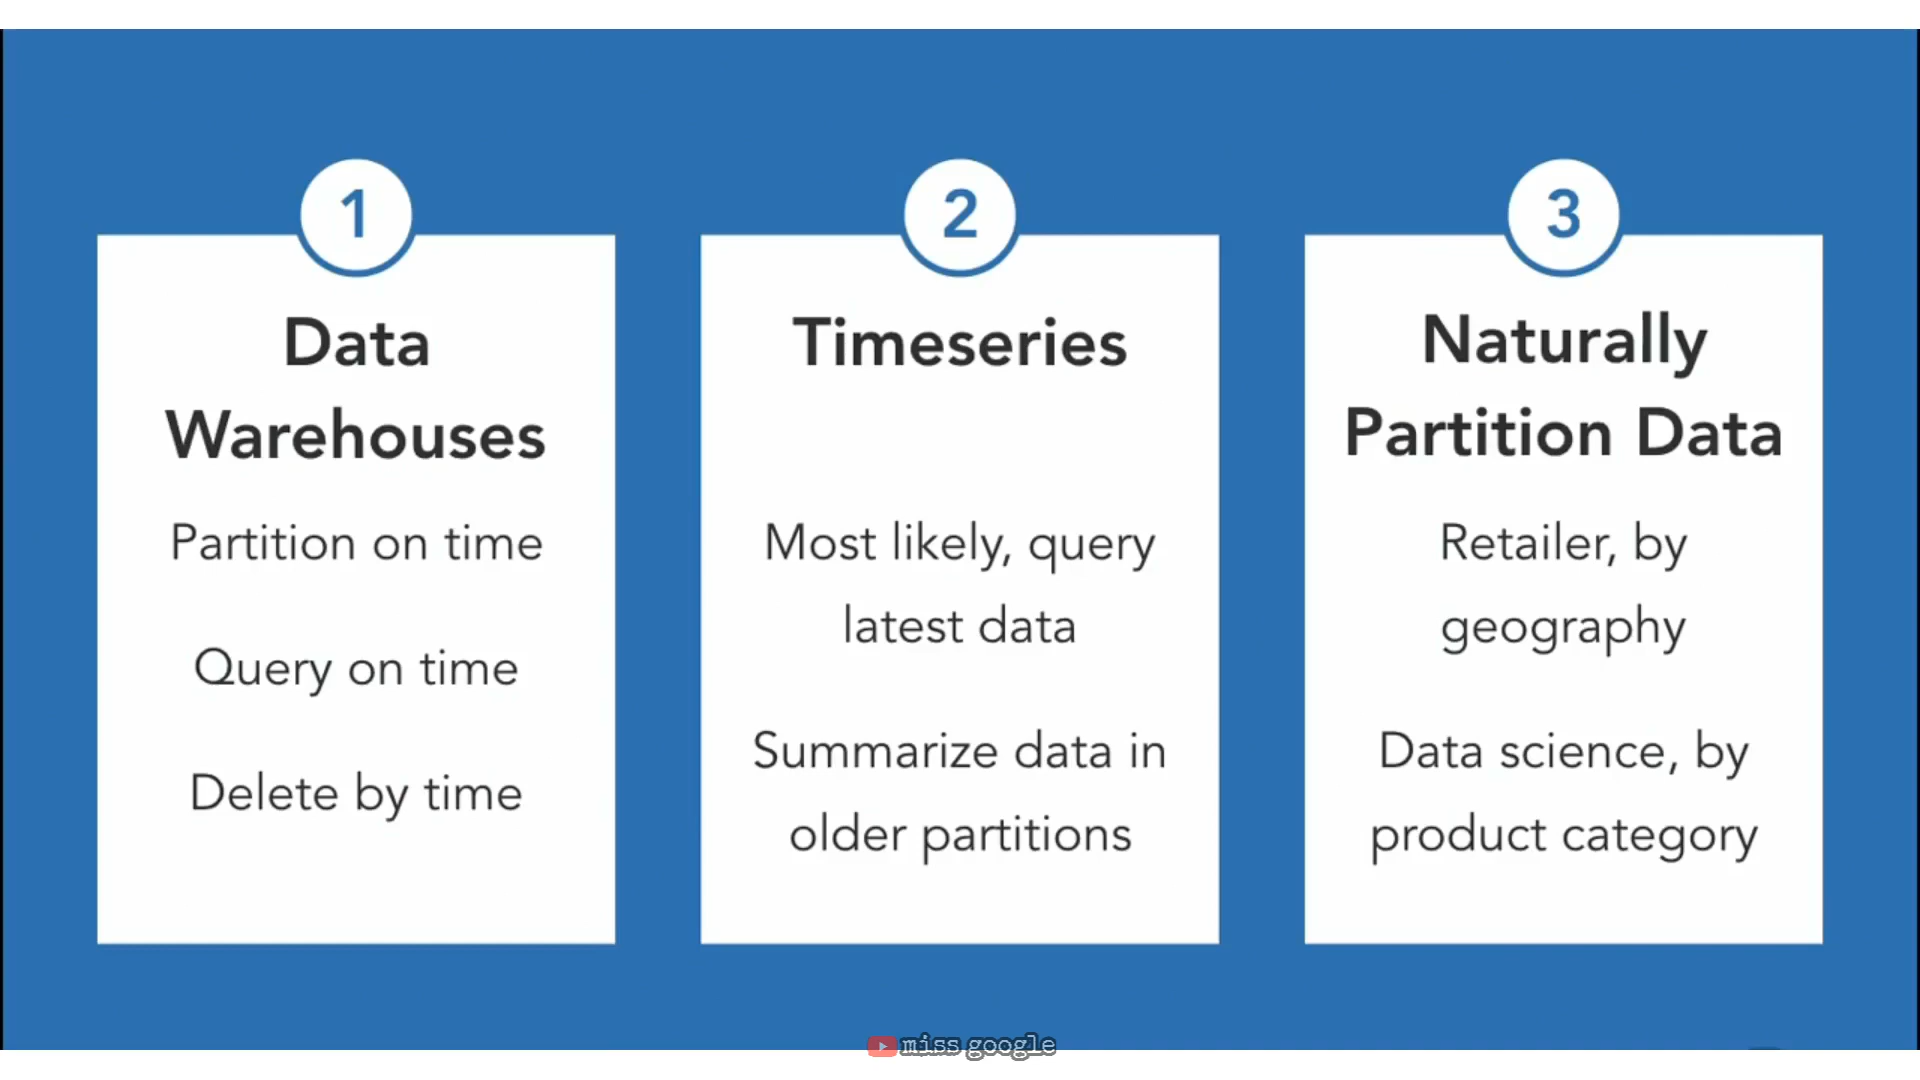 1
Data
Warehouses
Partition on time
Query on time
Delete by time
2
Timeseries
Most likely, query
latest data
Summarize data in
older partitions
3
Naturally
Partition Data
Retailer, by
geography
Data science, by
product category
miss google